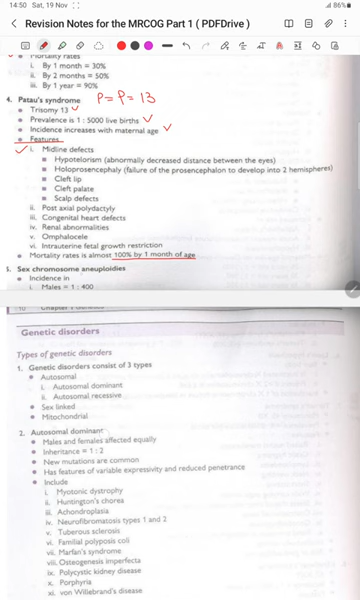 14:50 Sat, 19 Nov
86%
Revision Notes for the MRCOG Part 1 ( PDFDrive )
Mortality rates
i. By 1 month = 30%
ii. By 2 months = 50%
iii. By 1 year = 90%
4. Patau's syndrome P = P = 13
Trisomy 13
Prevalence is 1 : 5000 live births
Incidence increases with maternal age
Features
i. Midline defects
Hypotelorism (abnormally decreased distance between the eyes)
Holoprosencephaly (failure of the prosencephalon to develop into 2 hemispheres)
Cleft lip
Cleft palate
Scalp defects
ii. Post axial polydactyly
iii. Congenital heart defects
iv. Renal abnormalities
v. Omphalocele
vi. Intrauterine fetal growth restriction
Mortality rates is almost 100% by 1 month of age
5. Sex chromosome aneuploidies
Incidence in
i. Males = 1 : 400
10
Genetic disorders
Types of genetic disorders
1. Genetic disorders consist of 3 types
Autosomal
i. Autosomal dominant
ii. Autosomal recessive
Sex linked
Mitochondrial
2. Autosomal dominant
Males and females affected equally
Inheritance = 1 : 2
New mutations are common
Has features of variable expressivity and reduced penetrance
Include
i. Myotonic dystrophy
ii. Huntington's chorea
iii. Achondroplasia
iv. Neurofibromatosis types 1 and 2
v. Tuberous sclerosis
vi. Familial polyposis coli
vii. Marfan's syndrome
viii. Osteogenesis imperfecta
ix. Polycystic kidney disease
x. Porphyria
xi. von Willebrand's disease